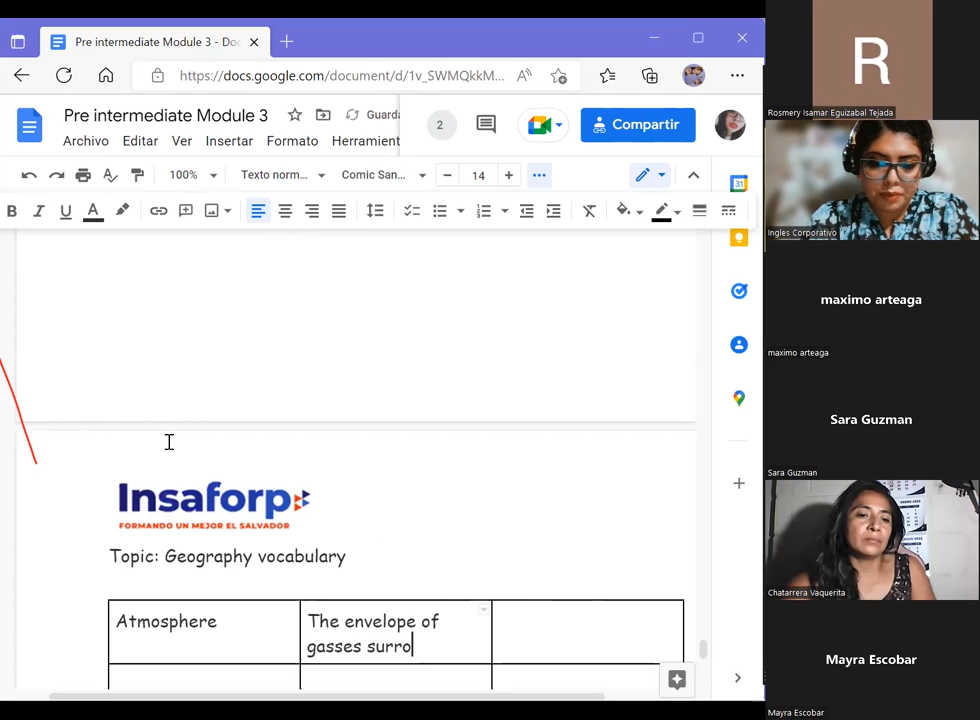 Pre intermediate Module 3 - Doc
https://docs.google.com/document/d/1v_SWMQkkM...
Pre intermediate Module 3
Guarda
2
Compartir
Archivo Editar Ver Insertar Formato Herramient
100% Texto norm... Comic San... 14
Insaforp
FORMANDO UN MEJOR EL SALVADOR
Topic: Geography vocabulary
Atmosphere
The envelope of
gasses surro
R
Rosmery Isamar Eguizabal Tejada
Ingles Corporativo
maximo arteaga
maximo arteaga
Sara Guzman
Sara Guzman
Chatarrera Vaquerita
Mayra Escobar
Mayra Escobar